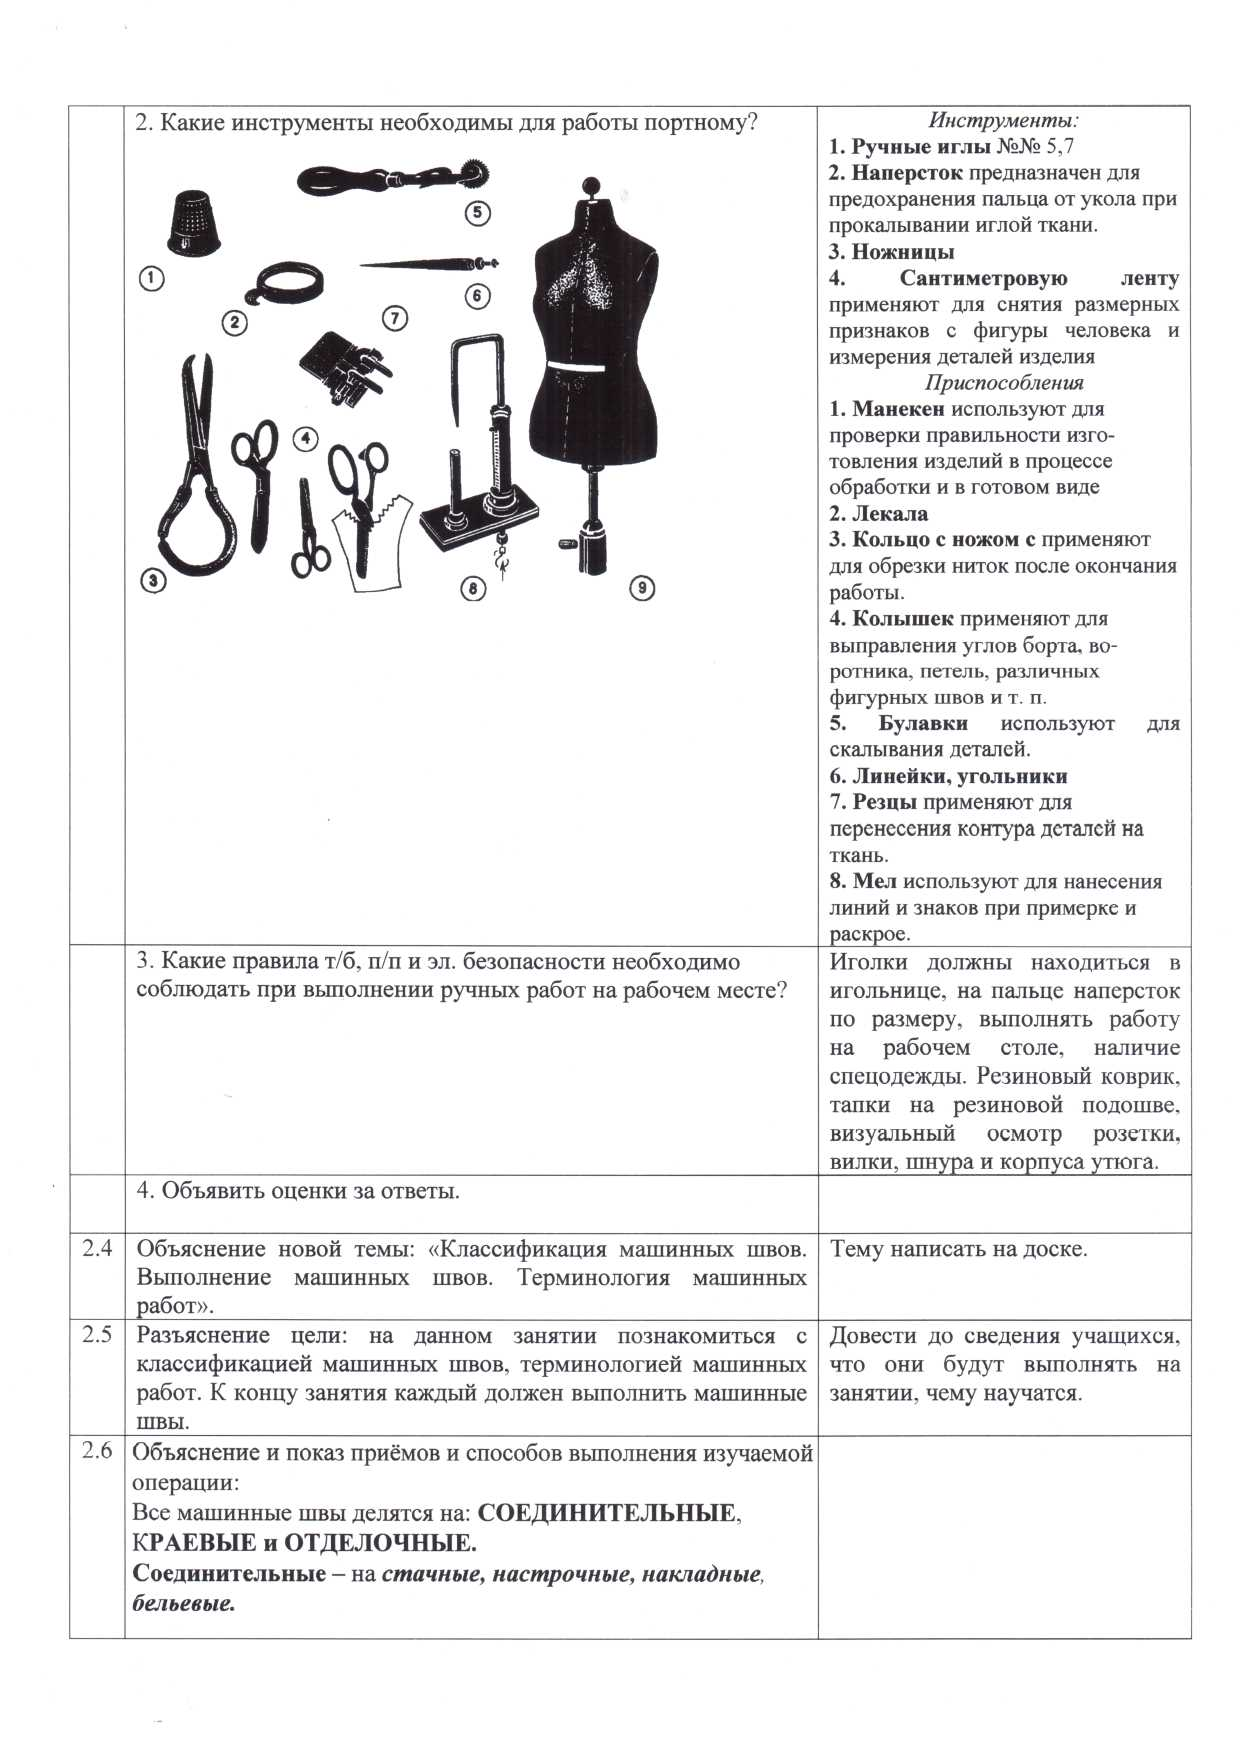 2. Какие инструменты необходимы для работы портному?
5
1
6
2
7
4
3
8
9
Инструменты:
1. Ручные иглы №№ 5,7
2. Наперсток предназначен для
предохранения пальца от укола при
прокалывании иглой ткани.
3. Ножницы
4. Сантиметровую ленту
применяют для снятия размерных
признаков с фигуры человека и
измерения деталей изделия
Приспособления
1. Манекен используют для
проверки правильности изго-
товления изделий в процессе
обработки и в готовом виде
2. Лекала
3. Кольцо с ножом с применяют
для обрезки ниток после окончания
работы.
4. Колышек применяют для
выправления углов борта, во-
ротника, петель, различных
фигурных швов и т. п.
5. Булавки используют для
скалывания деталей.
6. Линейки, угольники
7. Резцы применяют для
перенесения контура деталей на
ткань.
8. Мел используют для нанесения
линий и знаков при примерке и
раскрое.
3. Какие правила т/б, п/п и эл. безопасности необходимо
соблюдать при выполнении ручных работ на рабочем месте?
Иголки должны находиться в
игольнице, на пальце наперсток
по размеру, выполнять работу
на рабочем столе, наличие
спецодежды. Резиновый коврик,
тапки на резиновой подошве,
визуальный осмотр розетки,
вилки, шнура и корпуса утюга.
4. Объявить оценки за ответы.
2.4
Объяснение новой темы: «Классификация машинных швов.
Выполнение машинных швов. Терминология машинных
работ».
Тему написать на доске.
2.5
Разъяснение цели: на данном занятии познакомиться с
классификацией машинных швов, терминологией машинных
работ. К концу занятия каждый должен выполнить машинные
швы.
Довести до сведения учащихся,
что они будут выполнять на
занятии, чему научатся.
2.6
Объяснение и показ приёмов и способов выполнения изучаемой
операции:
Все машинные швы делятся на: СОЕДИНИТЕЛЬНЫЕ,
КРАЕВЫЕ и ОТДЕЛОЧНЫЕ.
Соединительные – на стачные, настрочные, накладные,
бельевые.